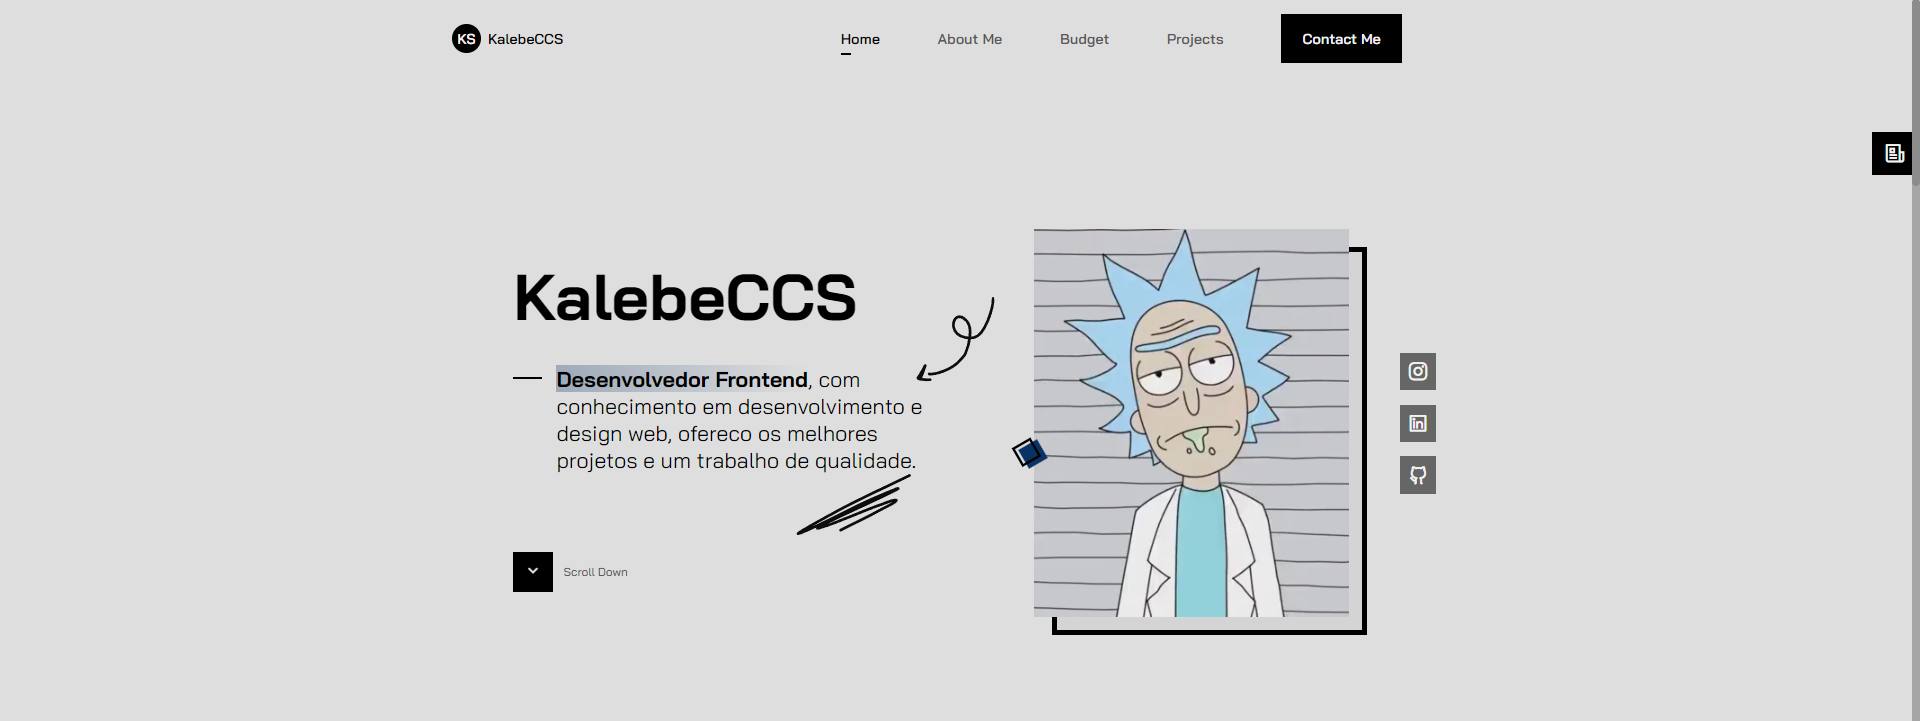 KS KalebeCCS
Home About Me Budget Projects Contact Me
KalebeCCS
Desenvolvedor Frontend, com
conhecimento em desenvolvimento e
design web, ofereco os melhores
projetos e um trabalho de qualidade.
Scroll Down